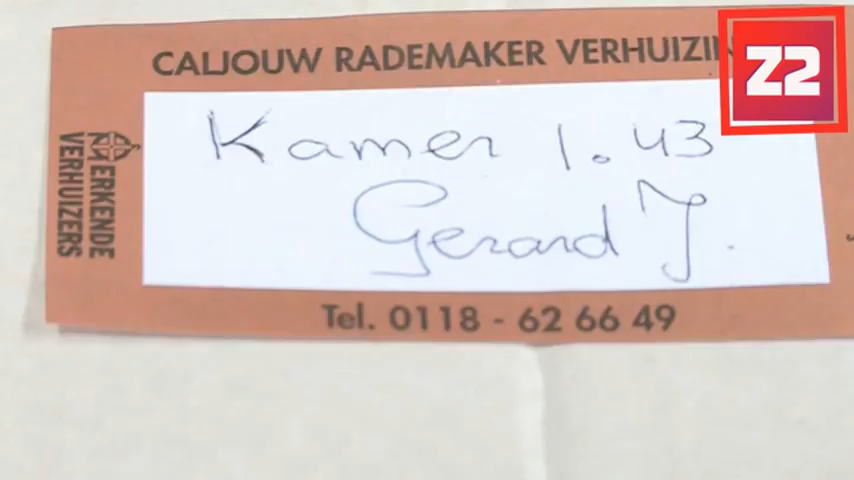 CALJOUW RADEMAKER VERHUIZIN
Z2
Kamer 1.43
Gerard J.
ERKENDE
VERHUIZERS
Tel. 0118 - 62 66 49